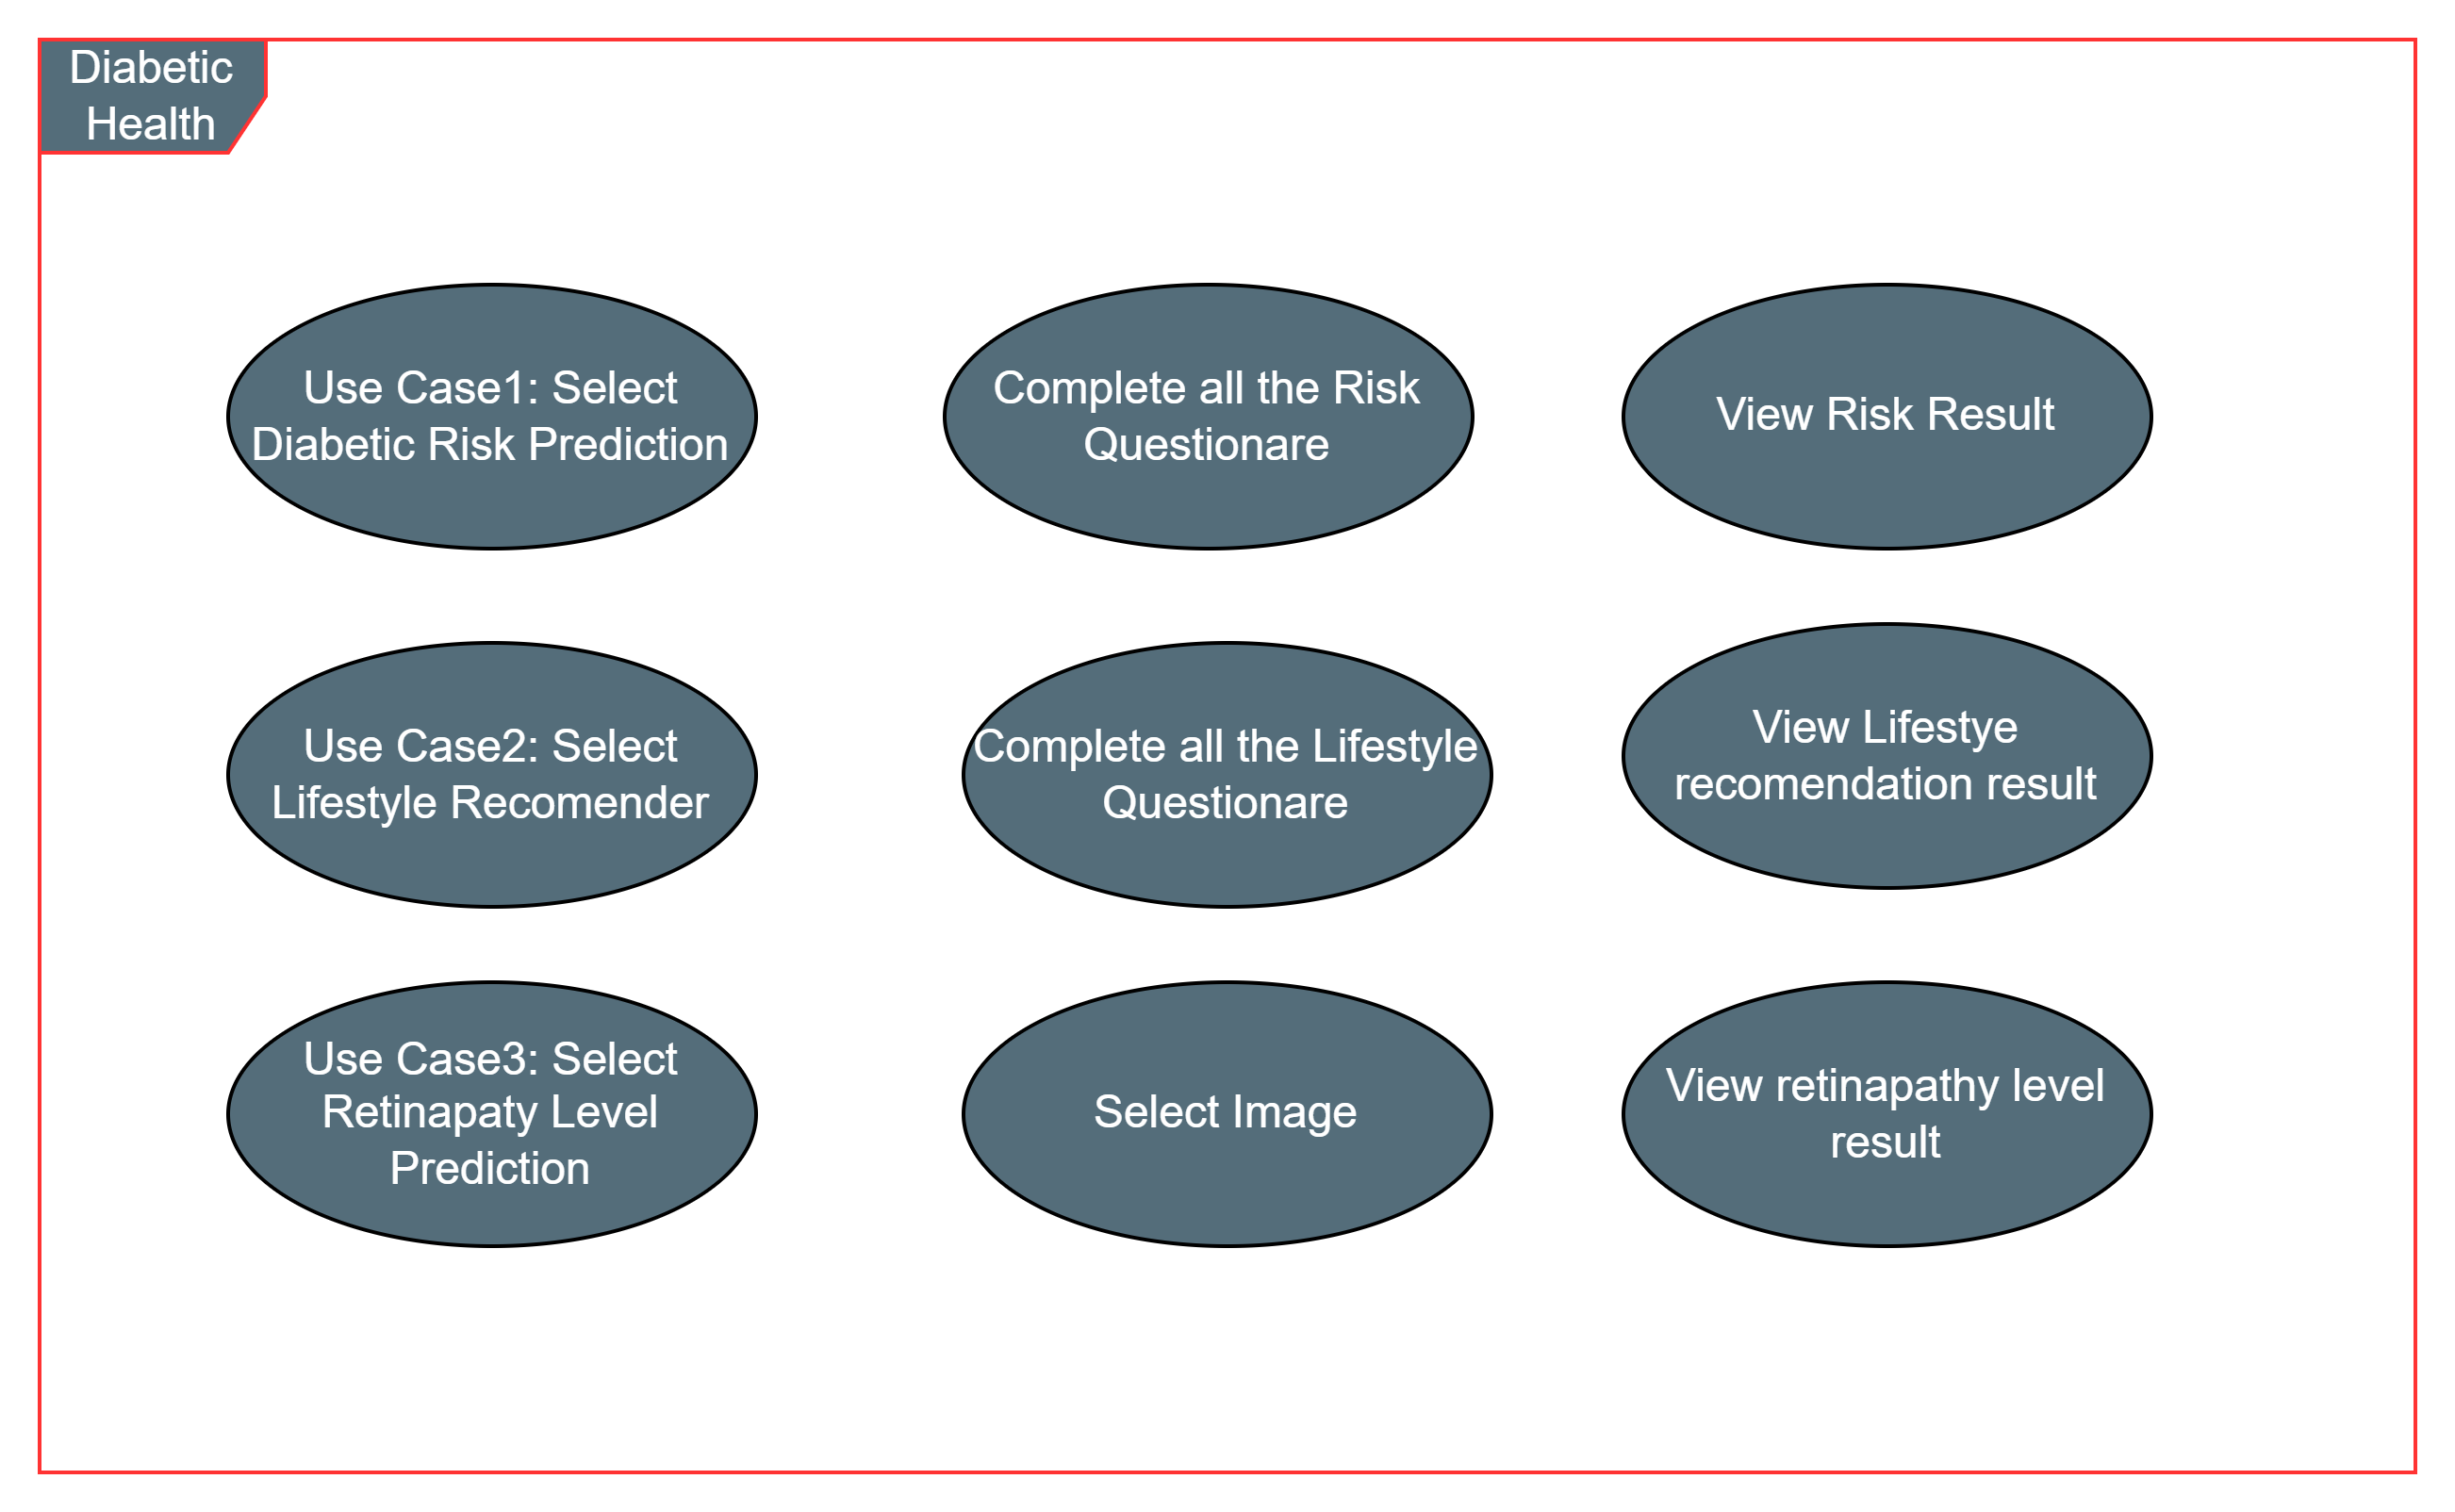 Diabetic
Health
Use Case1: Select
Diabetic Risk Prediction
Complete all the Risk
Questionare
View Risk Result
Use Case2: Select
Lifestyle Recomender
Complete all the Lifestyle
Questionare
View Lifestye
recomendation result
Use Case3: Select
Retinapaty Level
Prediction
Select Image
View retinapathy level
result